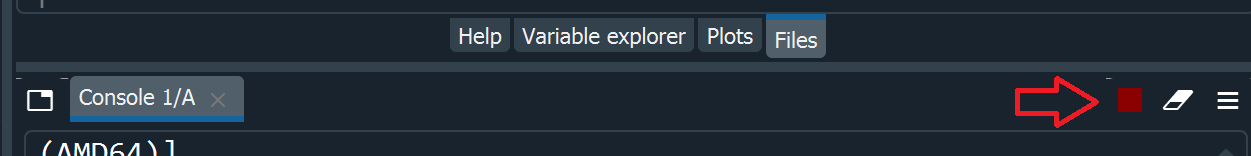 Help Variable explorer Plots Files
Console 1/A
(AMD64)]